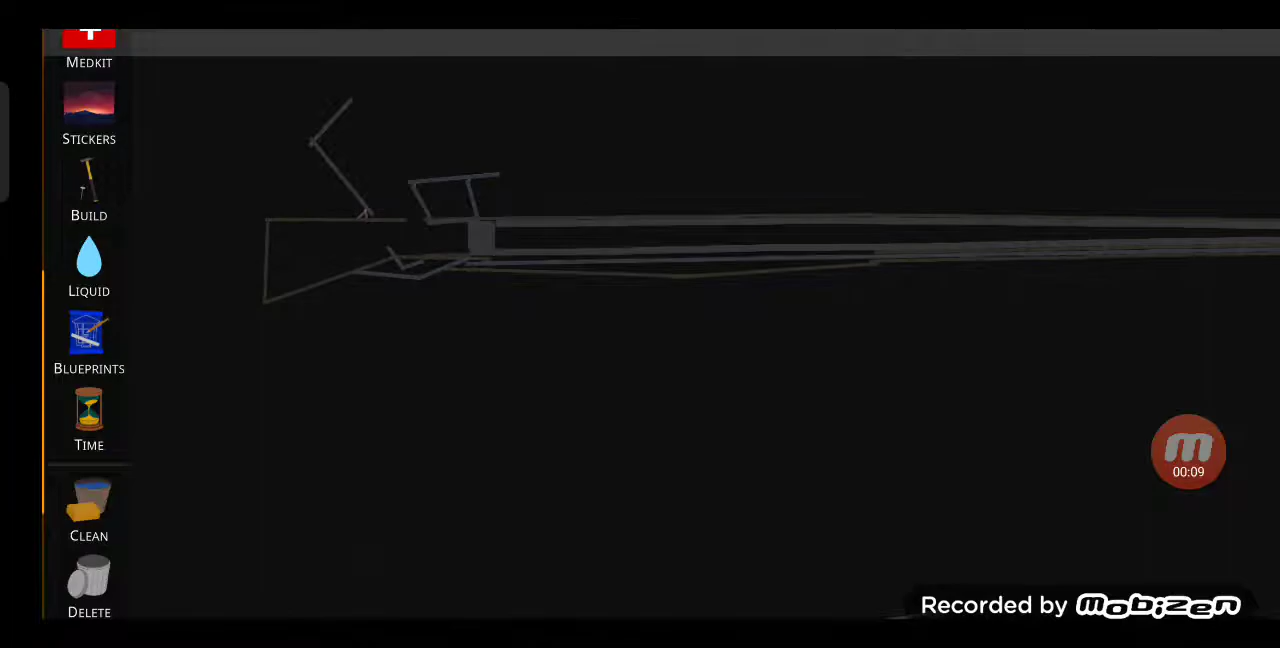 MEDKIT
STICKERS
BUILD
LIQUID
BLUEPRINTS
TIME
CLEAN
DELETE
m
00:09
Recorded by mobizen